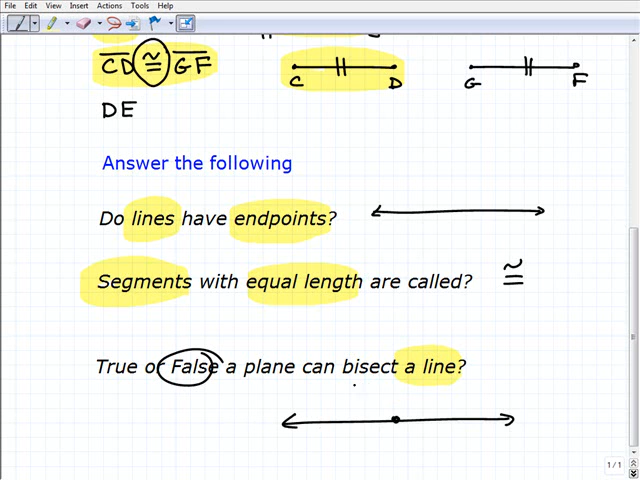 File Edit View Insert Actions Tools Help
CD ≅ GF
C D G F
DE
Answer the following
Do lines have endpoints?
Segments with equal length are called? ≅
True or False a plane can bisect a line?
1/1